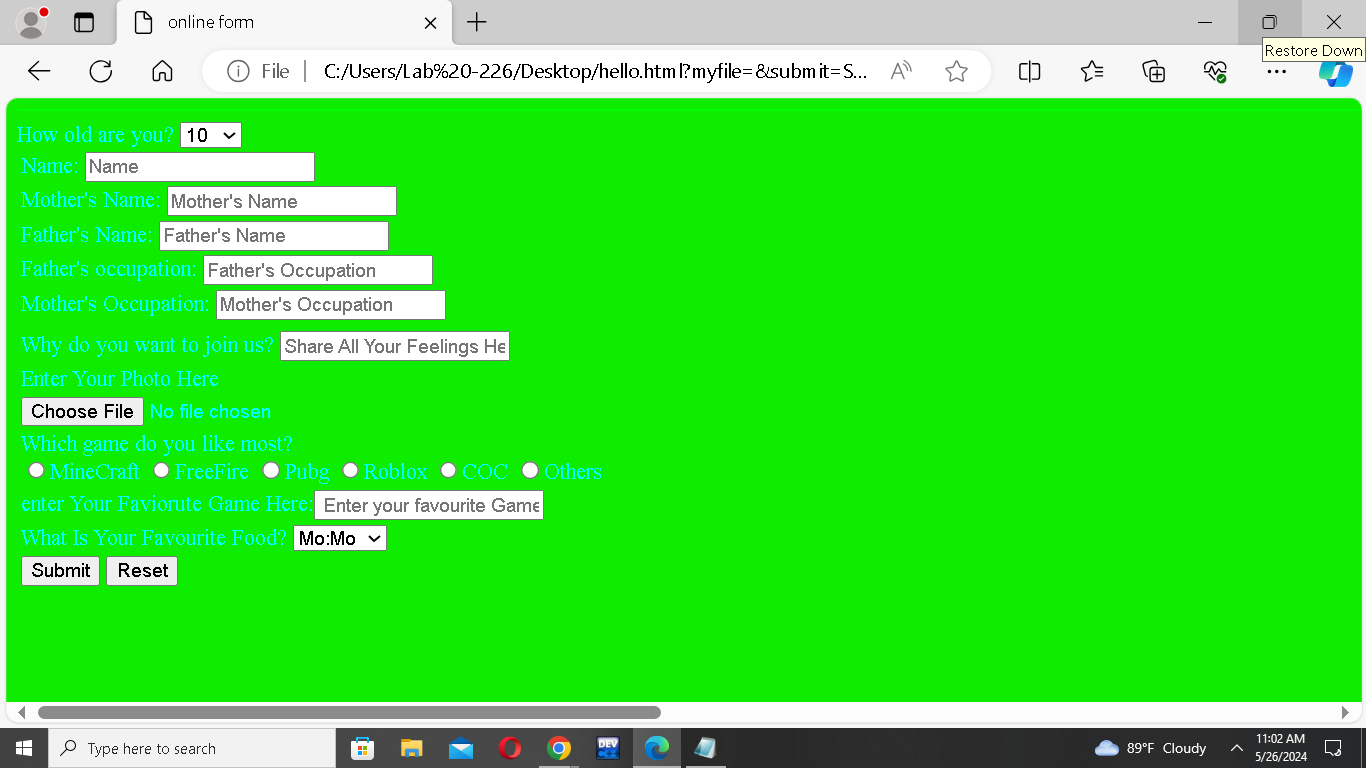 online form
Restore Down
File
C:/Users/Lab%20-226/Desktop/hello.html?myfile=&submit=S...
How old are you? 10
Name: Name
Mother's Name: Mother's Name
Father's Name: Father's Name
Father's occupation: Father's Occupation
Mother's Occupation: Mother's Occupation
Why do you want to join us? Share All Your Feelings He
Enter Your Photo Here
Choose File No file chosen
Which game do you like most?
MineCraft FreeFire Pubg Roblox COC Others
enter Your Faviorute Game Here: Enter your favourite Game
What Is Your Favourite Food? Mo:Mo
Submit Reset
Type here to search
DEV
89°F Cloudy
11:02 AM
5/26/2024